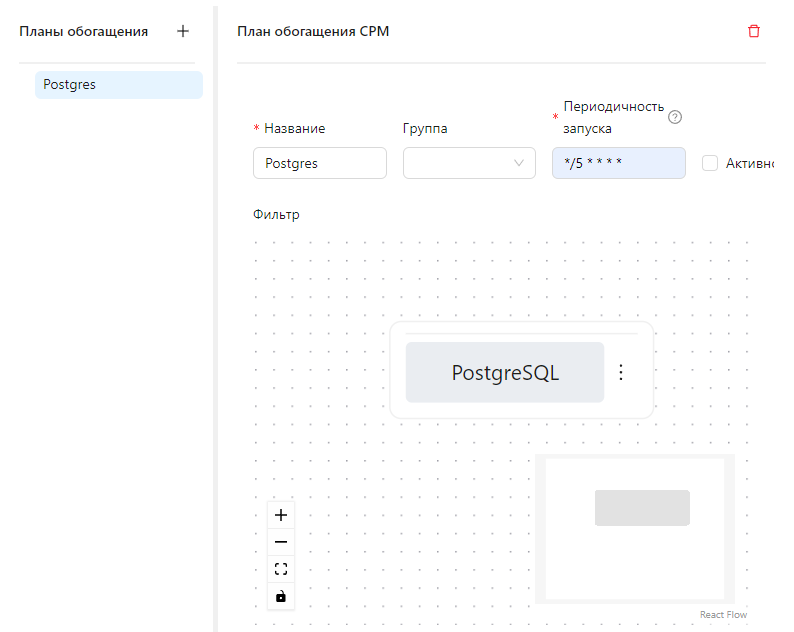 Планы обогащения
План обогащения CPM
Postgres
* Название
Группа
* Периодичность
запуска
Postgres
*/5 * * * *
Активно
Фильтр
PostgreSQL
React Flow